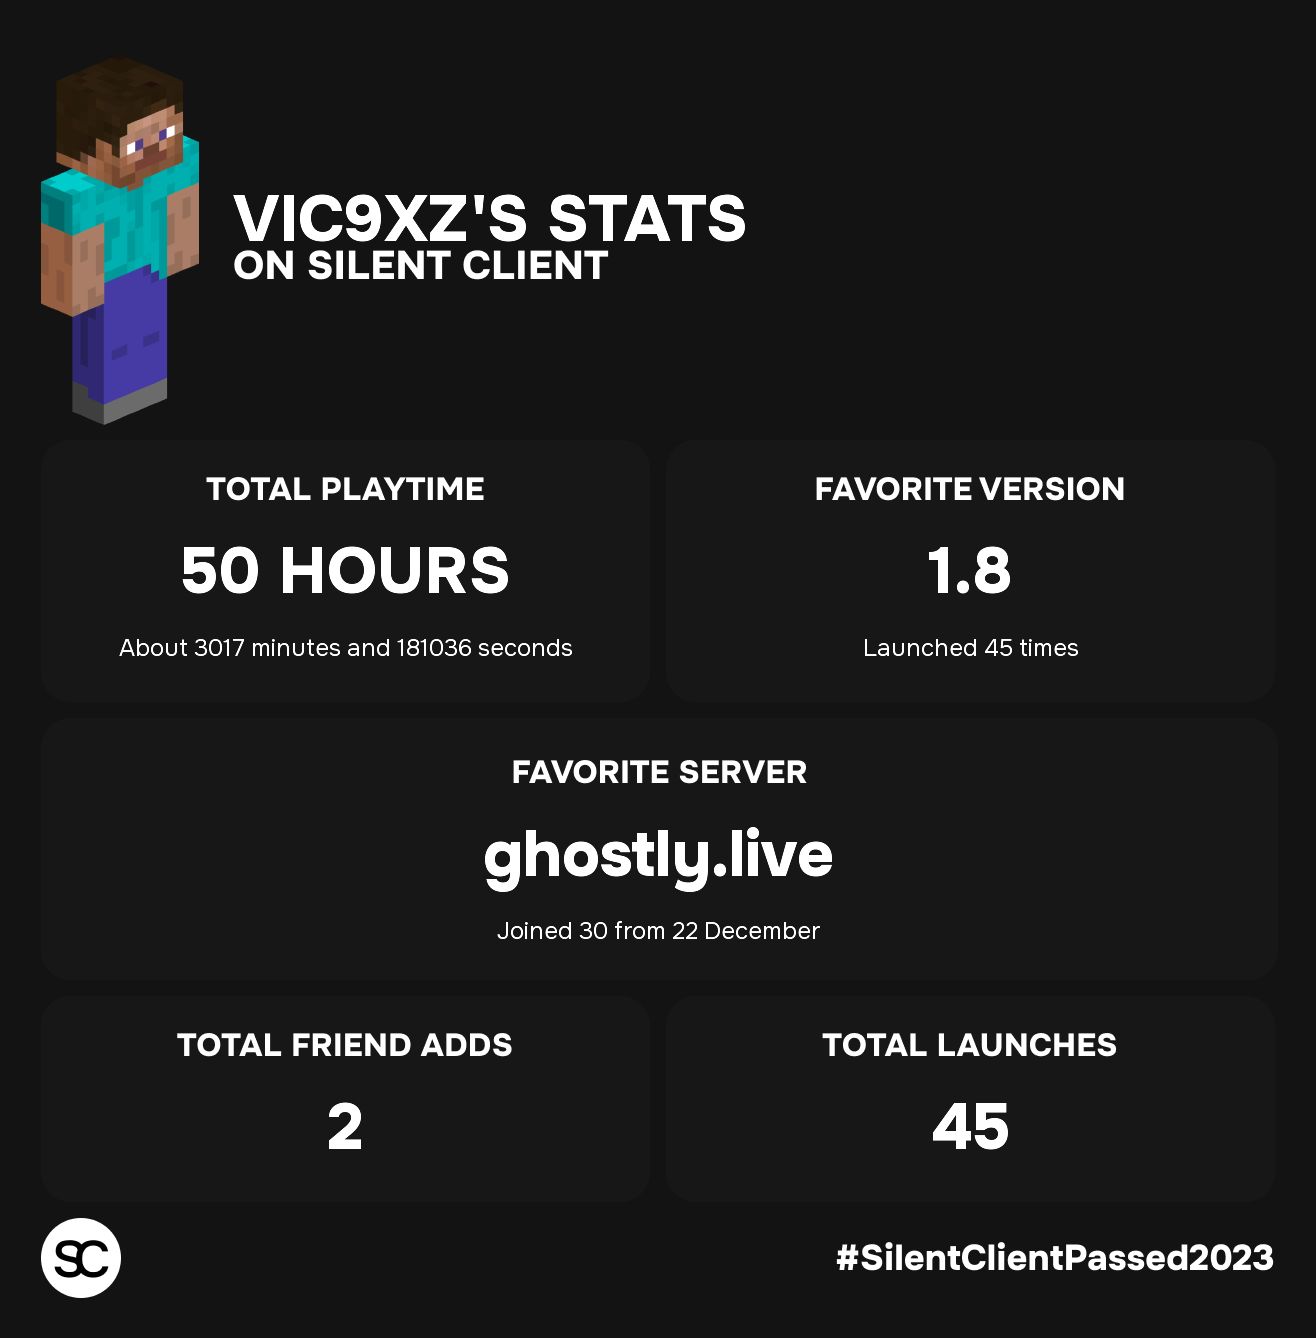 VIC9XZ'S STATS
ON SILENT CLIENT
TOTAL PLAYTIME
50 HOURS
About 3017 minutes and 181036 seconds
FAVORITE VERSION
1.8
Launched 45 times
FAVORITE SERVER
ghostly.live
Joined 30 from 22 December
TOTAL FRIEND ADDS
2
TOTAL LAUNCHES
45
SC
#SilentClientPassed2023